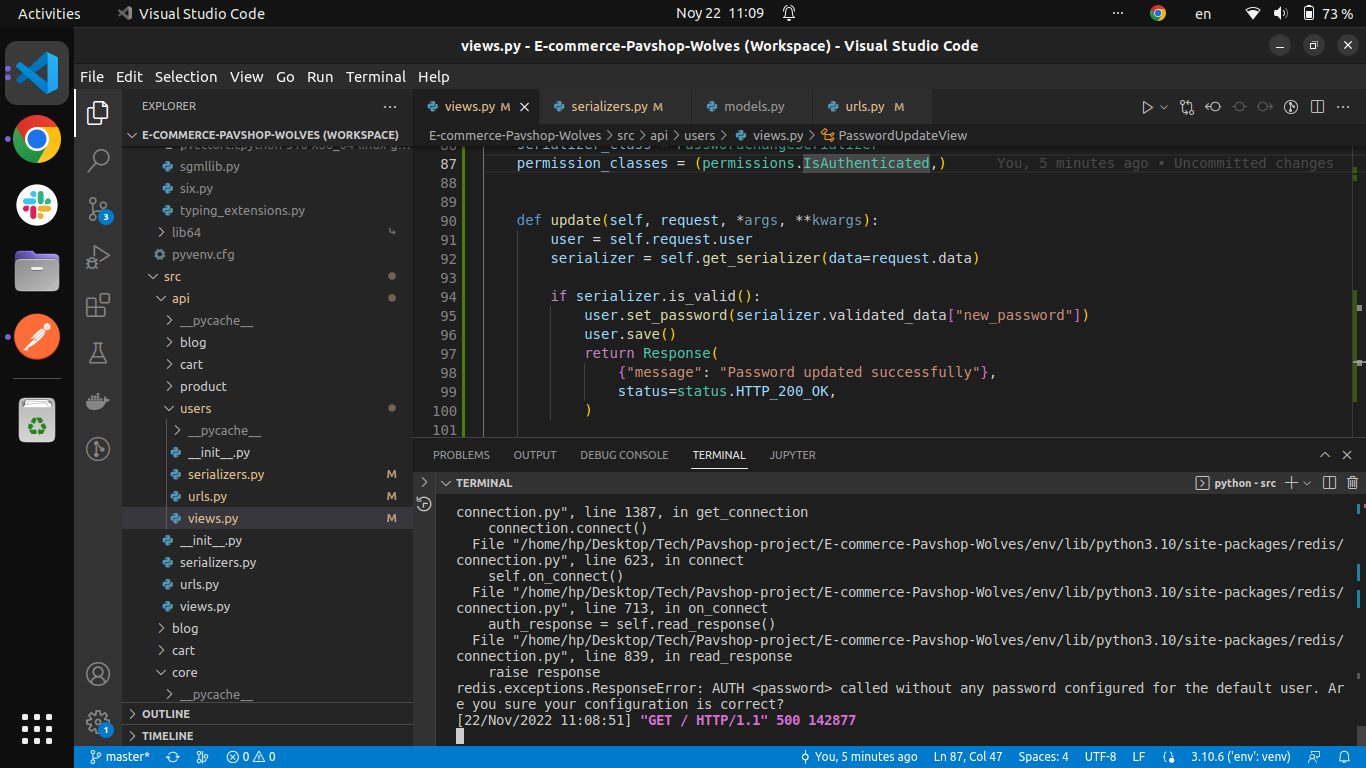 Activities
Visual Studio Code
Noy 22 11:09
en
73 %
views.py - E-commerce-Pavshop-Wolves (Workspace) - Visual Studio Code
File Edit Selection View Go Run Terminal Help
EXPLORER
E-COMMERCE-PAVSHOP-WOLVES (WORKSPACE)
sgmllib.py
six.py
typing_extensions.py
lib64
pyvenv.cfg
src
api
__pycache__
blog
cart
product
users
__pycache__
__init__.py
serializers.py M
urls.py M
views.py M
__init__.py
serializers.py
urls.py
views.py
blog
cart
core
__pycache__
OUTLINE
TIMELINE
3
1
views.py M
serializers.py M
models.py
urls.py M
E-commerce-Pavshop-Wolves > src > api > users > views.py > PasswordUpdateView
86 serializer_class = PasswordChangeSerializer
87 permission_classes = (permissions.IsAuthenticated,) You, 5 minutes ago • Uncommitted changes
88
89
90 def update(self, request, *args, **kwargs):
91 user = self.request.user
92 serializer = self.get_serializer(data=request.data)
93
94 if serializer.is_valid():
95 user.set_password(serializer.validated_data["new_password"])
96 user.save()
97 return Response(
98 {"message": "Password updated successfully"},
99 status=status.HTTP_200_OK,
100 )
101
PROBLEMS OUTPUT DEBUG CONSOLE TERMINAL JUPYTER
TERMINAL
python - src
connection.py", line 1387, in get_connection
connection.connect()
File "/home/hp/Desktop/Tech/Pavshop-project/E-commerce-Pavshop-Wolves/env/lib/python3.10/site-packages/redis/
connection.py", line 623, in connect
self.on_connect()
File "/home/hp/Desktop/Tech/Pavshop-project/E-commerce-Pavshop-Wolves/env/lib/python3.10/site-packages/redis/
connection.py", line 713, in on_connect
auth_response = self.read_response()
File "/home/hp/Desktop/Tech/Pavshop-project/E-commerce-Pavshop-Wolves/env/lib/python3.10/site-packages/redis/
connection.py", line 839, in read_response
raise response
redis.exceptions.ResponseError: AUTH <password> called without any password configured for the default user. Ar
e you sure your configuration is correct?
[22/Nov/2022 11:08:51] "GET / HTTP/1.1" 500 142877
master*
0 0
You, 5 minutes ago
Ln 87, Col 47
Spaces: 4
UTF-8
LF
3.10.6 ('env': venv)